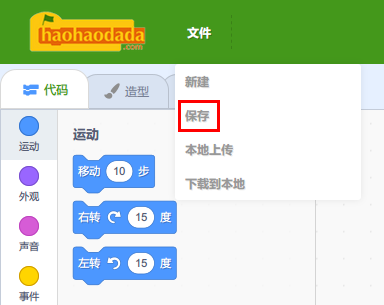 haohaodada
.com
文件
代码
造型
新建
保存
本地上传
下载到本地
运动
外观
声音
事件
运动
移动 10 步
右转 15 度
左转 15 度